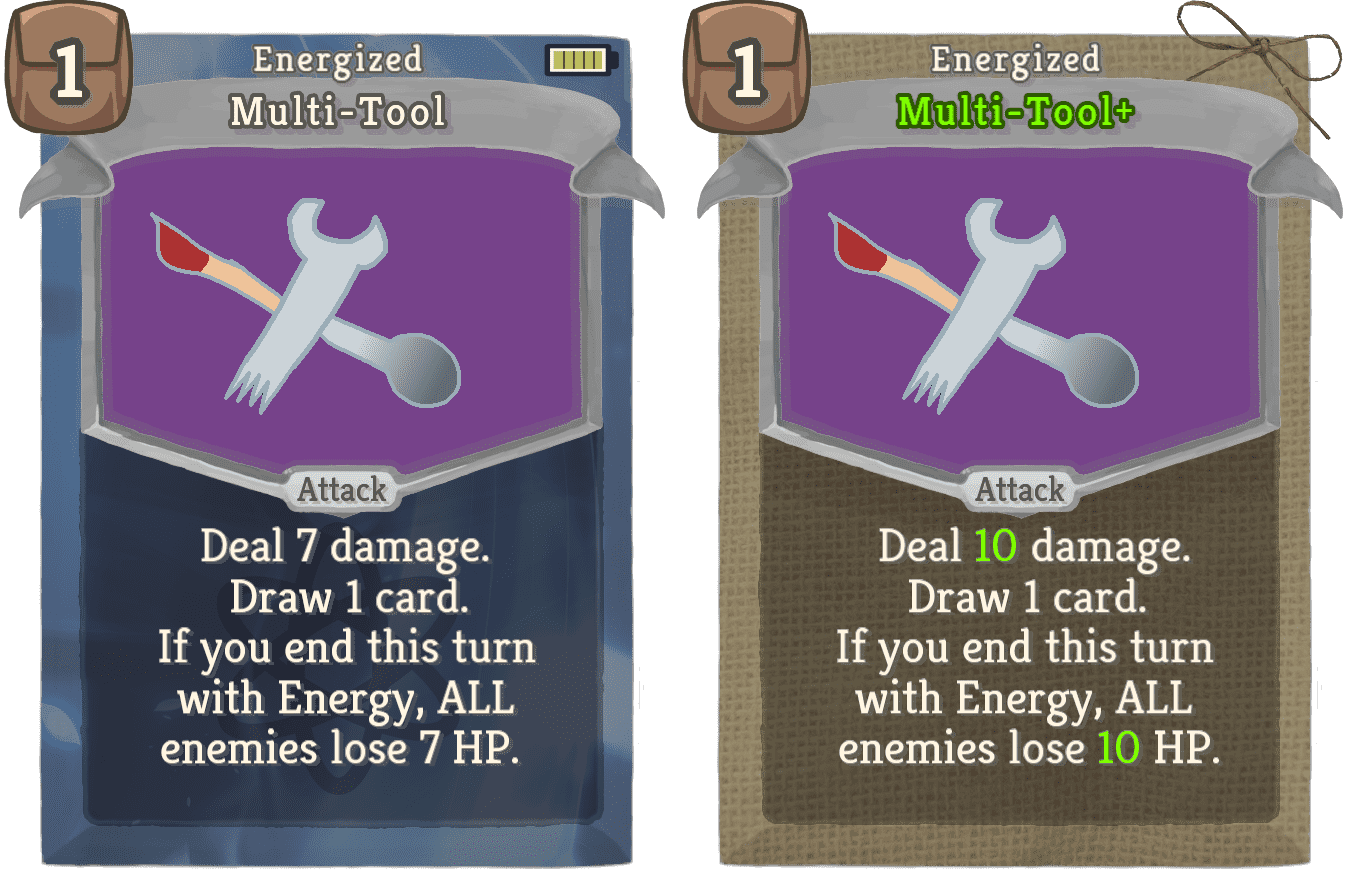 1
Energized
Multi-Tool
Attack
Deal 7 damage.
Draw 1 card.
If you end this turn
with Energy, ALL
enemies lose 7 HP.
1
Energized
Multi-Tool+
Attack
Deal 10 damage.
Draw 1 card.
If you end this turn
with Energy, ALL
enemies lose 10 HP.